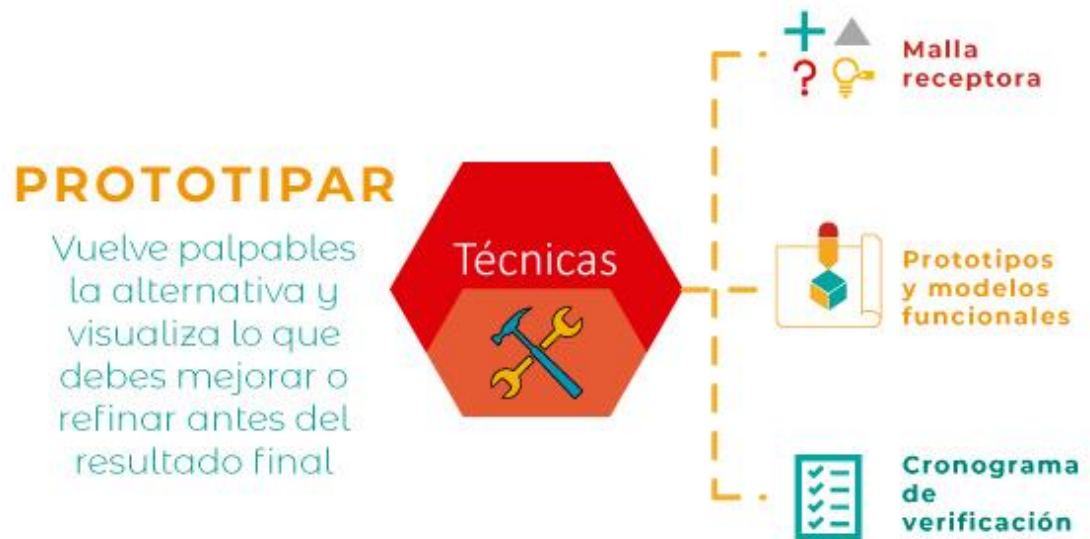 PROTOTIPAR
Vuelve palpables
la alternativa y
visualiza lo que
debes mejorar o
refinar antes del
resultado final
Técnicas
Malla
receptora
Prototipos
y modelos
funcionales
Cronograma
de
verificación